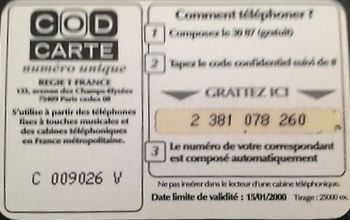 COD
CARTE
numéro unique
REGIE T FRANCE
133, avenue des Champs-Elysées
75409 Paris cedex 08
S'utilise à partir des téléphones
fixes à touches musicales et
des cabines téléphoniques
en France métropolitaine.
C 009026 V
Comment téléphoner ?
1 Composez le 30 87 (gratuit)
2 Tapez le code confidentiel suivi de #
GRATTEZ ICI
2 381 078 260
3 Le numéro de votre correspondant
est composé automatiquement
Ne pas insérer dans le lecteur d'une cabine téléphonique.
Date limite de validité : 15/01/2000 Tirage : 25000 ex.